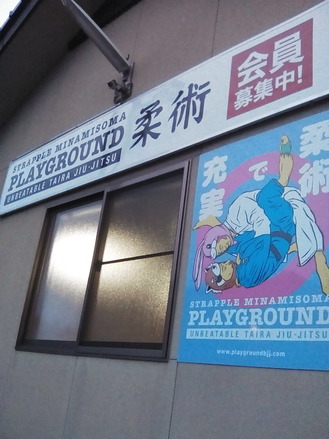 STRAPPLE MINAMISOMA
PLAYGROUND
UNBEATABLE TAIRA JIU-JITSU
柔術
会員
募集中!
柔術
で
充実
STRAPPLE MINAMISOMA
PLAYGROUND
UNBEATABLE TAIRA JIU-JITSU
www.playgroundbjj.com